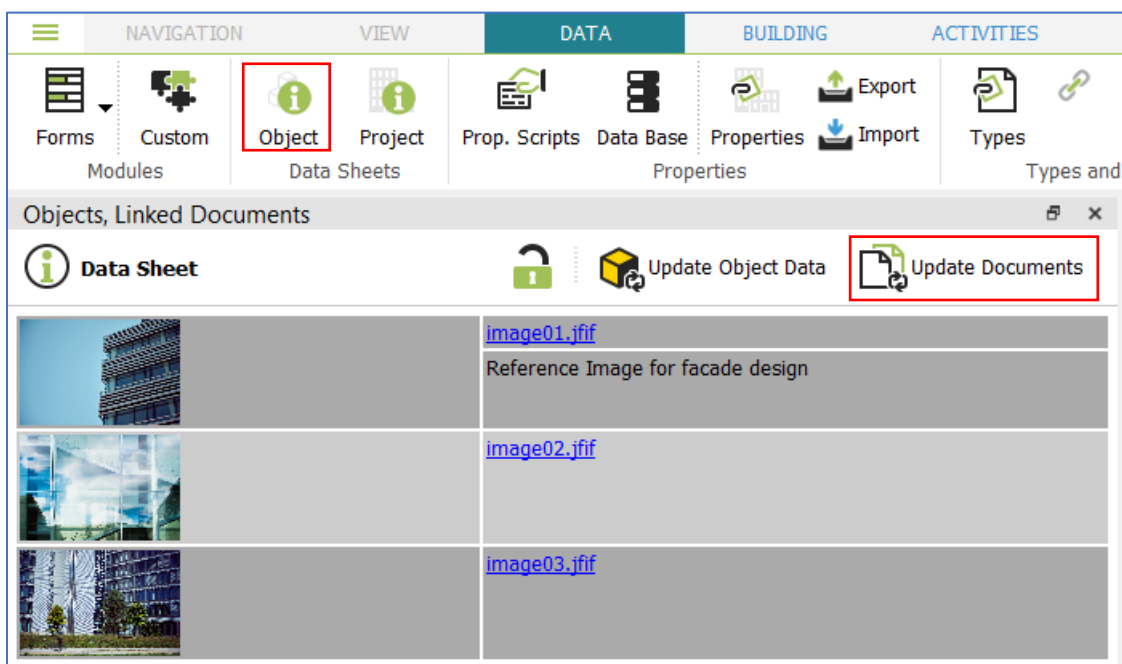 NAVIGATION VIEW DATA BUILDING ACTIVITIES
Export
Forms Custom Object Project Prop. Scripts Data Base Properties Import Types
Modules Data Sheets Properties Types and
Objects, Linked Documents
Data Sheet Update Object Data Update Documents
image01.jfif
Reference Image for facade design
image02.jfif
image03.jfif